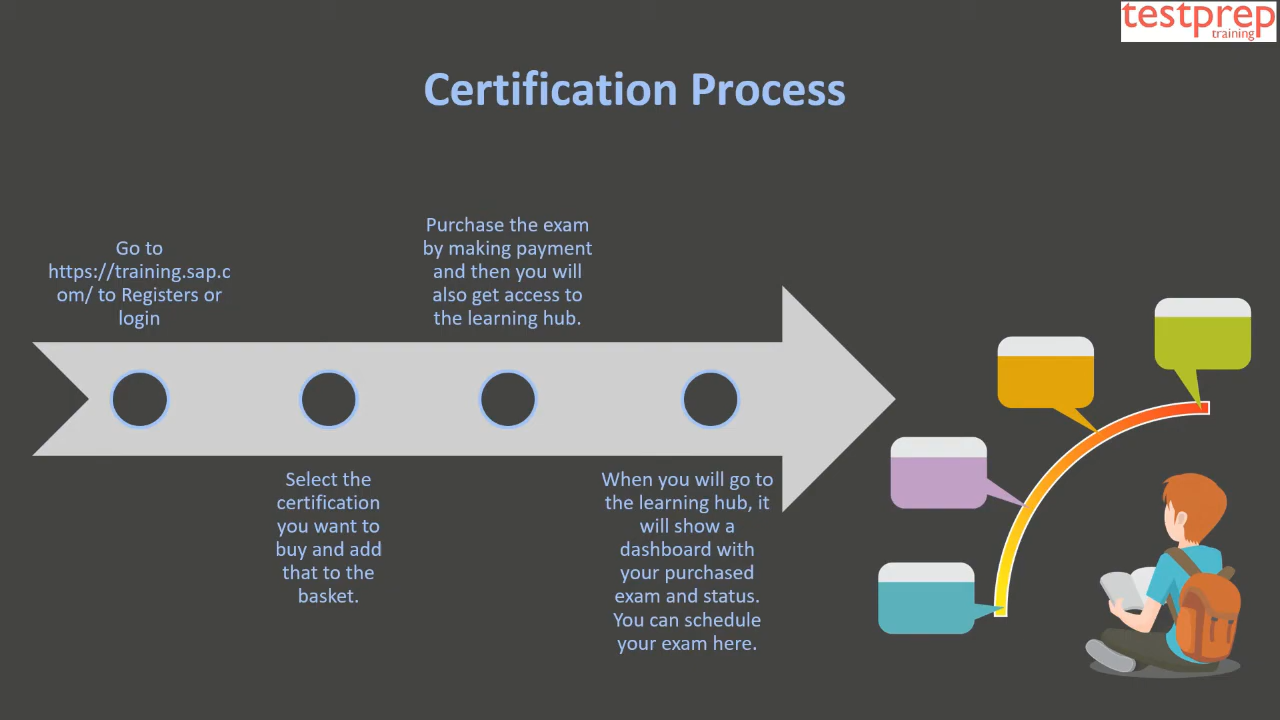 testprep
training
Certification Process
Go to
https://training.sap.c
om/ to Registers or
login
Select the
certification
you want to
buy and add
that to the
basket.
Purchase the exam
by making payment
and then you will
also get access to
the learning hub.
When you will go to
the learning hub, it
will show a
dashboard with
your purchased
exam and status.
You can schedule
your exam here.